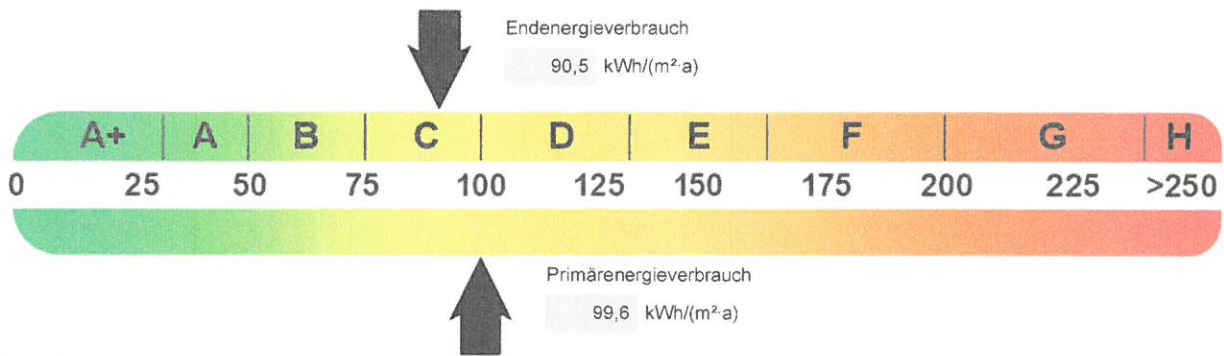 Endenergieverbrauch
90,5 kWh/(m²·a)
A+ A B C D E F G H
0 25 50 75 100 125 150 175 200 225 >250
Primärenergieverbrauch
99,6 kWh/(m²·a)